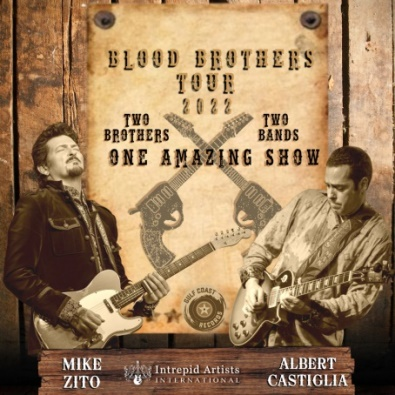 BLOOD BROTHERS
TOUR
2022
TWO
BROTHERS
TWO
BANDS
ONE AMAZING SHOW
GULF COAST
RECORDS
MIKE
ZITO
Intrepid Artists
INTERNATIONAL
ALBERT
CASTIGLIA